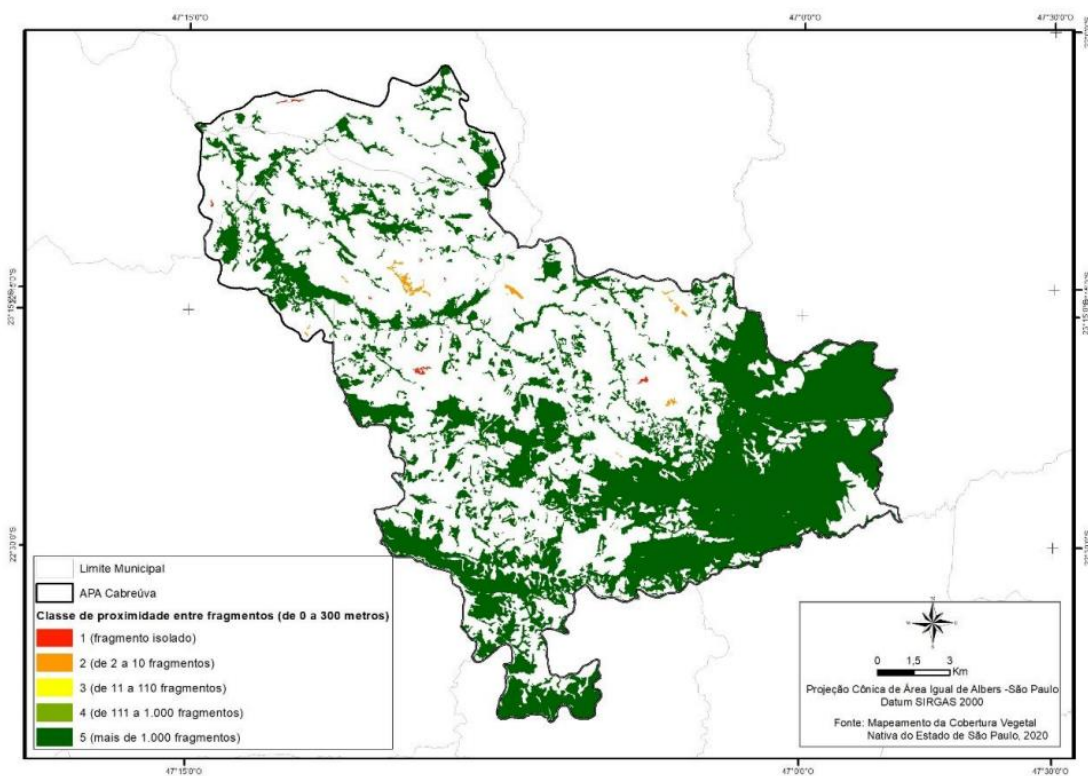 47°15'0"O
47°0'0"O
47°30'0"O
23°15'0"S
22°30'0"S
Limite Municipal
APA Cabreúva
Classe de proximidade entre fragmentos (de 0 a 300 metros)
1 (fragmento isolado)
2 (de 2 a 10 fragmentos)
3 (de 11 a 110 fragmentos)
4 (de 111 a 1.000 fragmentos)
5 (mais de 1.000 fragmentos)
0 1,5 3
Km
Projeção Cônica de Área Igual de Albers -São Paulo
Datum SIRGAS 2000
Fonte: Mapeamento da Cobertura Vegetal
Nativa do Estado de São Paulo, 2020
47°15'0"O
47°0'0"O
47°30'0"O